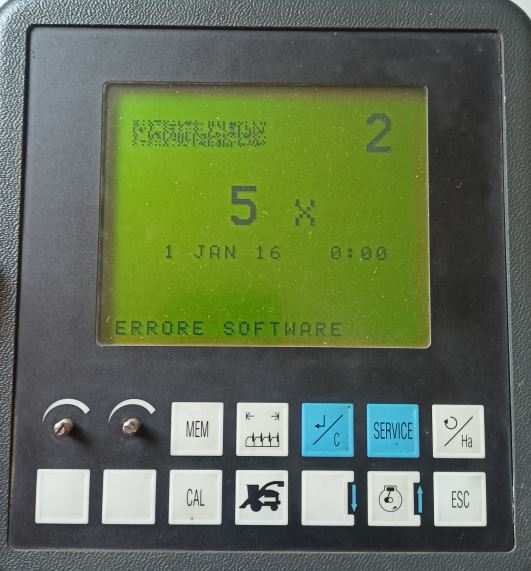 2
5 x
1 JAN 16 0:00
ERRORE SOFTWARE
MEM
C
SERVICE
Ha
CAL
ESC